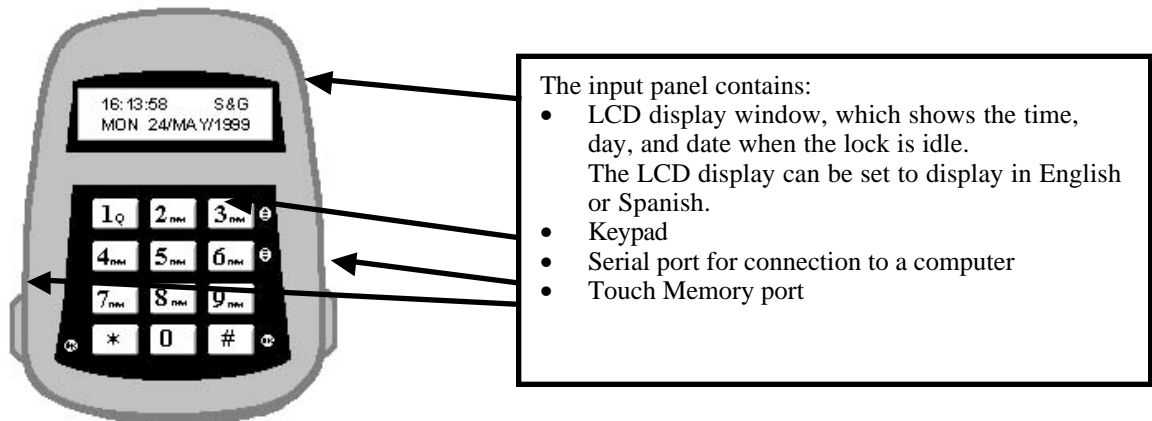 16:13:58 S&G
MON 24/MAY/1999
1Q 2 3
4 5 6
7 8 9
* 0 #
The input panel contains:
• LCD display window, which shows the time,
day, and date when the lock is idle.
The LCD display can be set to display in English
or Spanish.
• Keypad
• Serial port for connection to a computer
• Touch Memory port